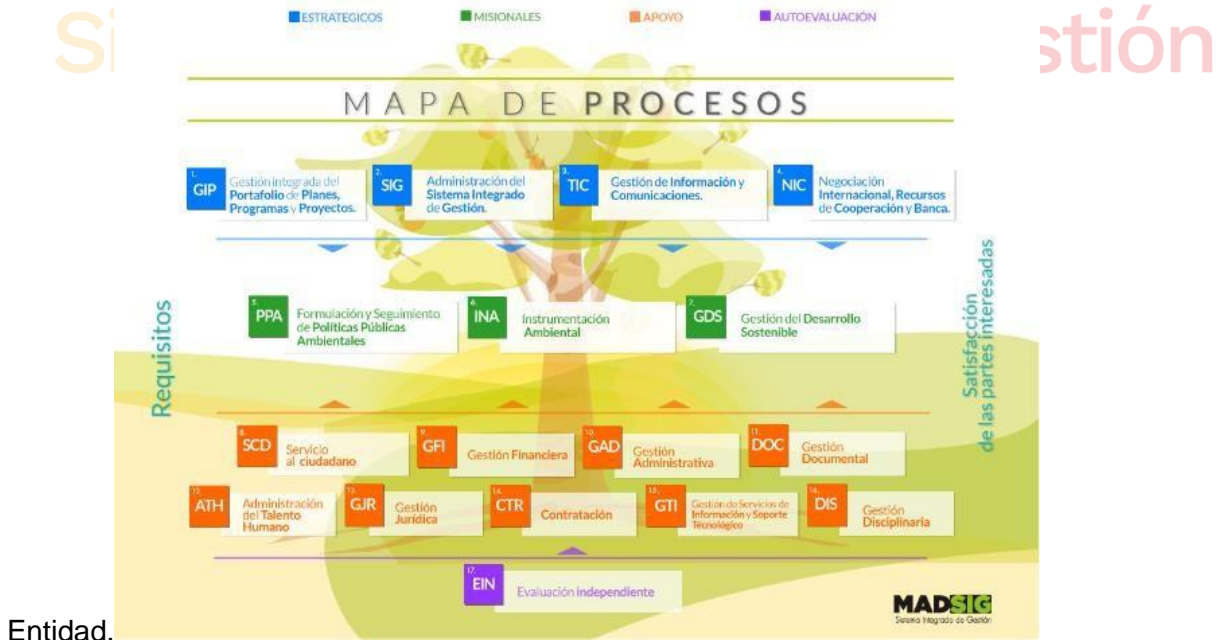 Si
stión
ESTRATEGICOS MISIONALES APOYO AUTOEVALUACIÓN
MAPA DE PROCESOS
1.
GIP
Gestión integrada del
Portafolio de Planes,
Programas y Proyectos.
2.
SIG
Administración del
Sistema Integrado
de Gestión.
3.
TIC
Gestión de Información y
Comunicaciones.
4.
NIC
Negociación
Internacional, Recursos
de Cooperación y Banca.
Requisitos
5.
PPA
Formulación y Seguimiento
de Políticas Públicas
Ambientales
6.
INA
Instrumentación
Ambiental
7.
GDS
Gestión del Desarrollo
Sostenible
Satisfacción
de las partes interesadas
8.
SCD
Servicio
al ciudadano
9.
GFI
Gestión Financiera
10.
GAD
Gestión
Administrativa
11.
DOC
Gestión
Documental
12.
ATH
Administración
del Talento
Humano
13.
GJR
Gestión
Jurídica
14.
CTR
Contratación
15.
GTI
Gestión de Servicios de
Información y Soporte
Técnológico
16.
DIS
Gestión
Disciplinaria
17.
EIN
Evaluación independiente
MADSIG
Sistema Integrado de Gestión
Entidad.